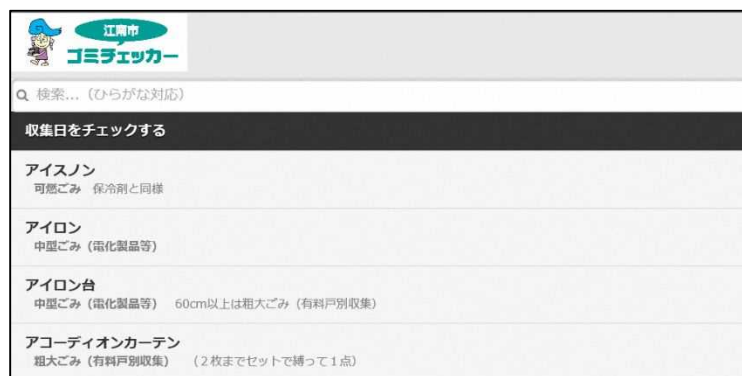 江南市
ゴミチェッカー
検索...（ひらがな対応）
収集日をチェックする
アイスノン
可燃ごみ 保冷剤と同様
アイロン
中型ごみ（電化製品等）
アイロン台
中型ごみ（電化製品等） 60cm以上は粗大ごみ（有料戸別収集）
アコーディオンカーテン
粗大ごみ（有料戸別収集） （２枚までセットで縛って１点）